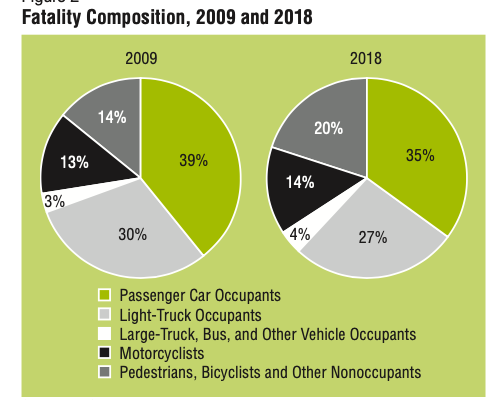 Fatality Composition, 2009 and 2018
2009
2018
14%
39%
13%
3%
30%
20%
35%
14%
4%
27%
Passenger Car Occupants
Light-Truck Occupants
Large-Truck, Bus, and Other Vehicle Occupants
Motorcyclists
Pedestrians, Bicyclists and Other Nonoccupants